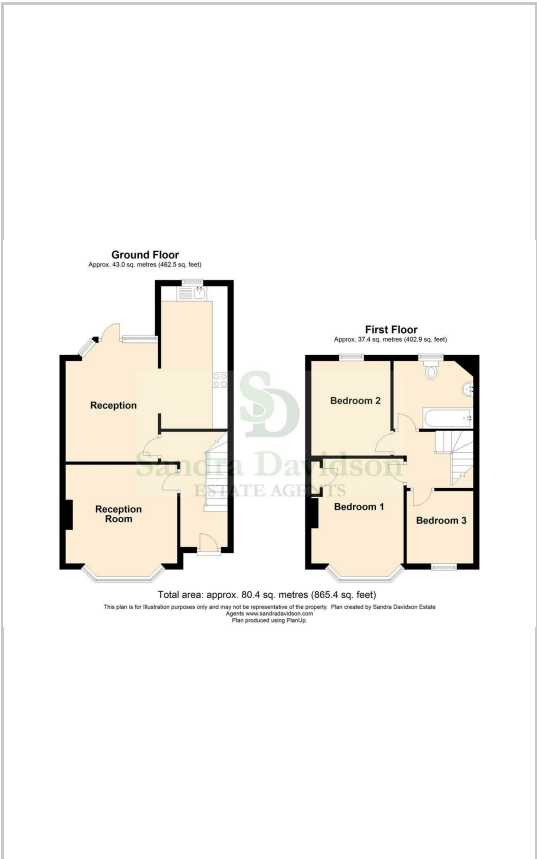 Ground Floor
Approx. 43.0 sq. metres (462.5 sq. feet)
Reception
Reception
Room
First Floor
Approx. 37.4 sq. metres (402.9 sq. feet)
Bedroom 2
Bedroom 1
Bedroom 3
SD
Sandra Davidson
ESTATE AGENTS
Total area: approx. 80.4 sq. metres (865.4 sq. feet)
This plan is for illustration purposes only and may not be representative of the property. Plan created by Sandra Davidson Estate
Agents www.sandradavidson.com
Plan produced using PlanUp.